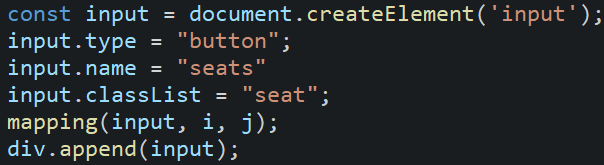 const input = document.createElement('input');
input.type = "button";
input.name = "seats"
input.classList = "seat";
mapping(input, i, j);
div.append(input);